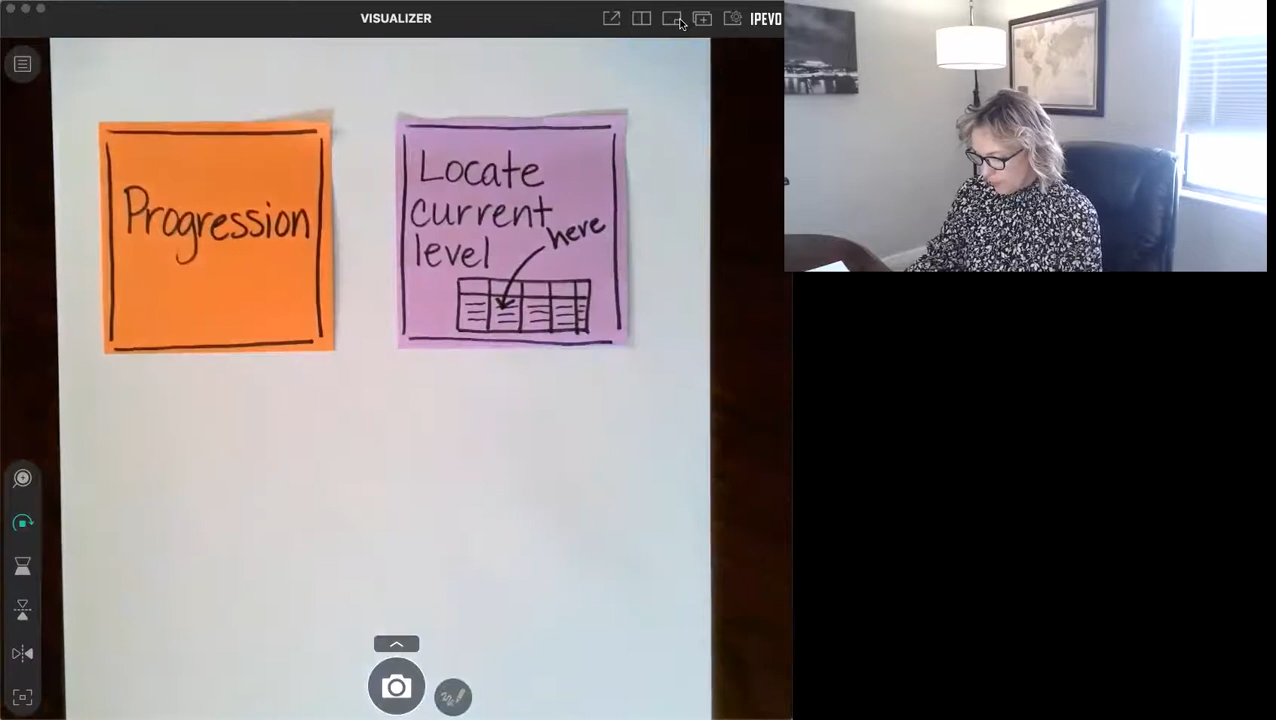 VISUALIZER
IPEVO
Progression
Locate
current
level
here